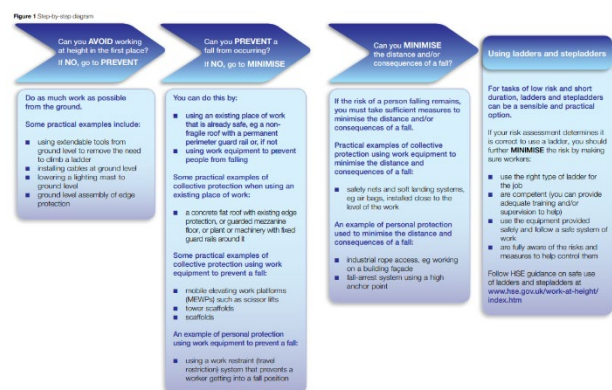 Figure 1 Step-by-step diagram
Can you AVOID working
at height in the first place?
If NO, go to PREVENT
Do as much work as possible
from the ground.
Some practical examples include:
■ using extendable tools from
ground level to remove the need
to climb a ladder
■ installing cables at ground level
■ lowering a lighting mast to
ground level
■ ground level assembly of edge
protection
Can you PREVENT a
fall from occurring?
If NO, go to MINIMISE
You can do this by:
■ using an existing place of work
that is already safe, eg a non-
fragile roof with a permanent
perimeter guard rail or, if not
■ using work equipment to prevent
people from falling
Some practical examples of
collective protection when using an
existing place of work:
■ a concrete flat roof with existing edge
protection, or guarded mezzanine
floor, or plant or machinery with fixed
guard rails around it
Some practical examples of
collective protection using work
equipment to prevent a fall:
■ mobile elevating work platforms
(MEWPs) such as scissor lifts
■ tower scaffolds
■ scaffolds
An example of personal protection
using work equipment to prevent a fall:
■ using a work restraint (travel
restriction) system that prevents a
worker getting into a fall position
Can you MINIMISE
the distance and/or
consequences of a fall?
If the risk of a person falling remains,
you must take sufficient measures to
minimise the distance and/or
consequences of a fall.
Practical examples of collective
protection using work equipment to
minimise the distance and
consequences of a fall:
■ safety nets and soft landing systems,
eg air bags, installed close to the
level of the work
An example of personal protection
used to minimise the distance and
consequences of a fall:
■ industrial rope access, eg working
on a building façade
■ fall-arrest system using a high
anchor point
Using ladders and stepladders
For tasks of low risk and short
duration, ladders and stepladders
can be a sensible and practical
option.
If your risk assessment determines it
is correct to use a ladder, you should
further MINIMISE the risk by making
sure workers:
■ use the right type of ladder for
the job
■ are competent (you can provide
adequate training and/or
supervision to help)
■ use the equipment provided
safely and follow a safe system of
work
■ are fully aware of the risks and
measures to help control them
Follow HSE guidance on safe use
of ladders and stepladders at
www.hse.gov.uk/work-at-height/
index.htm